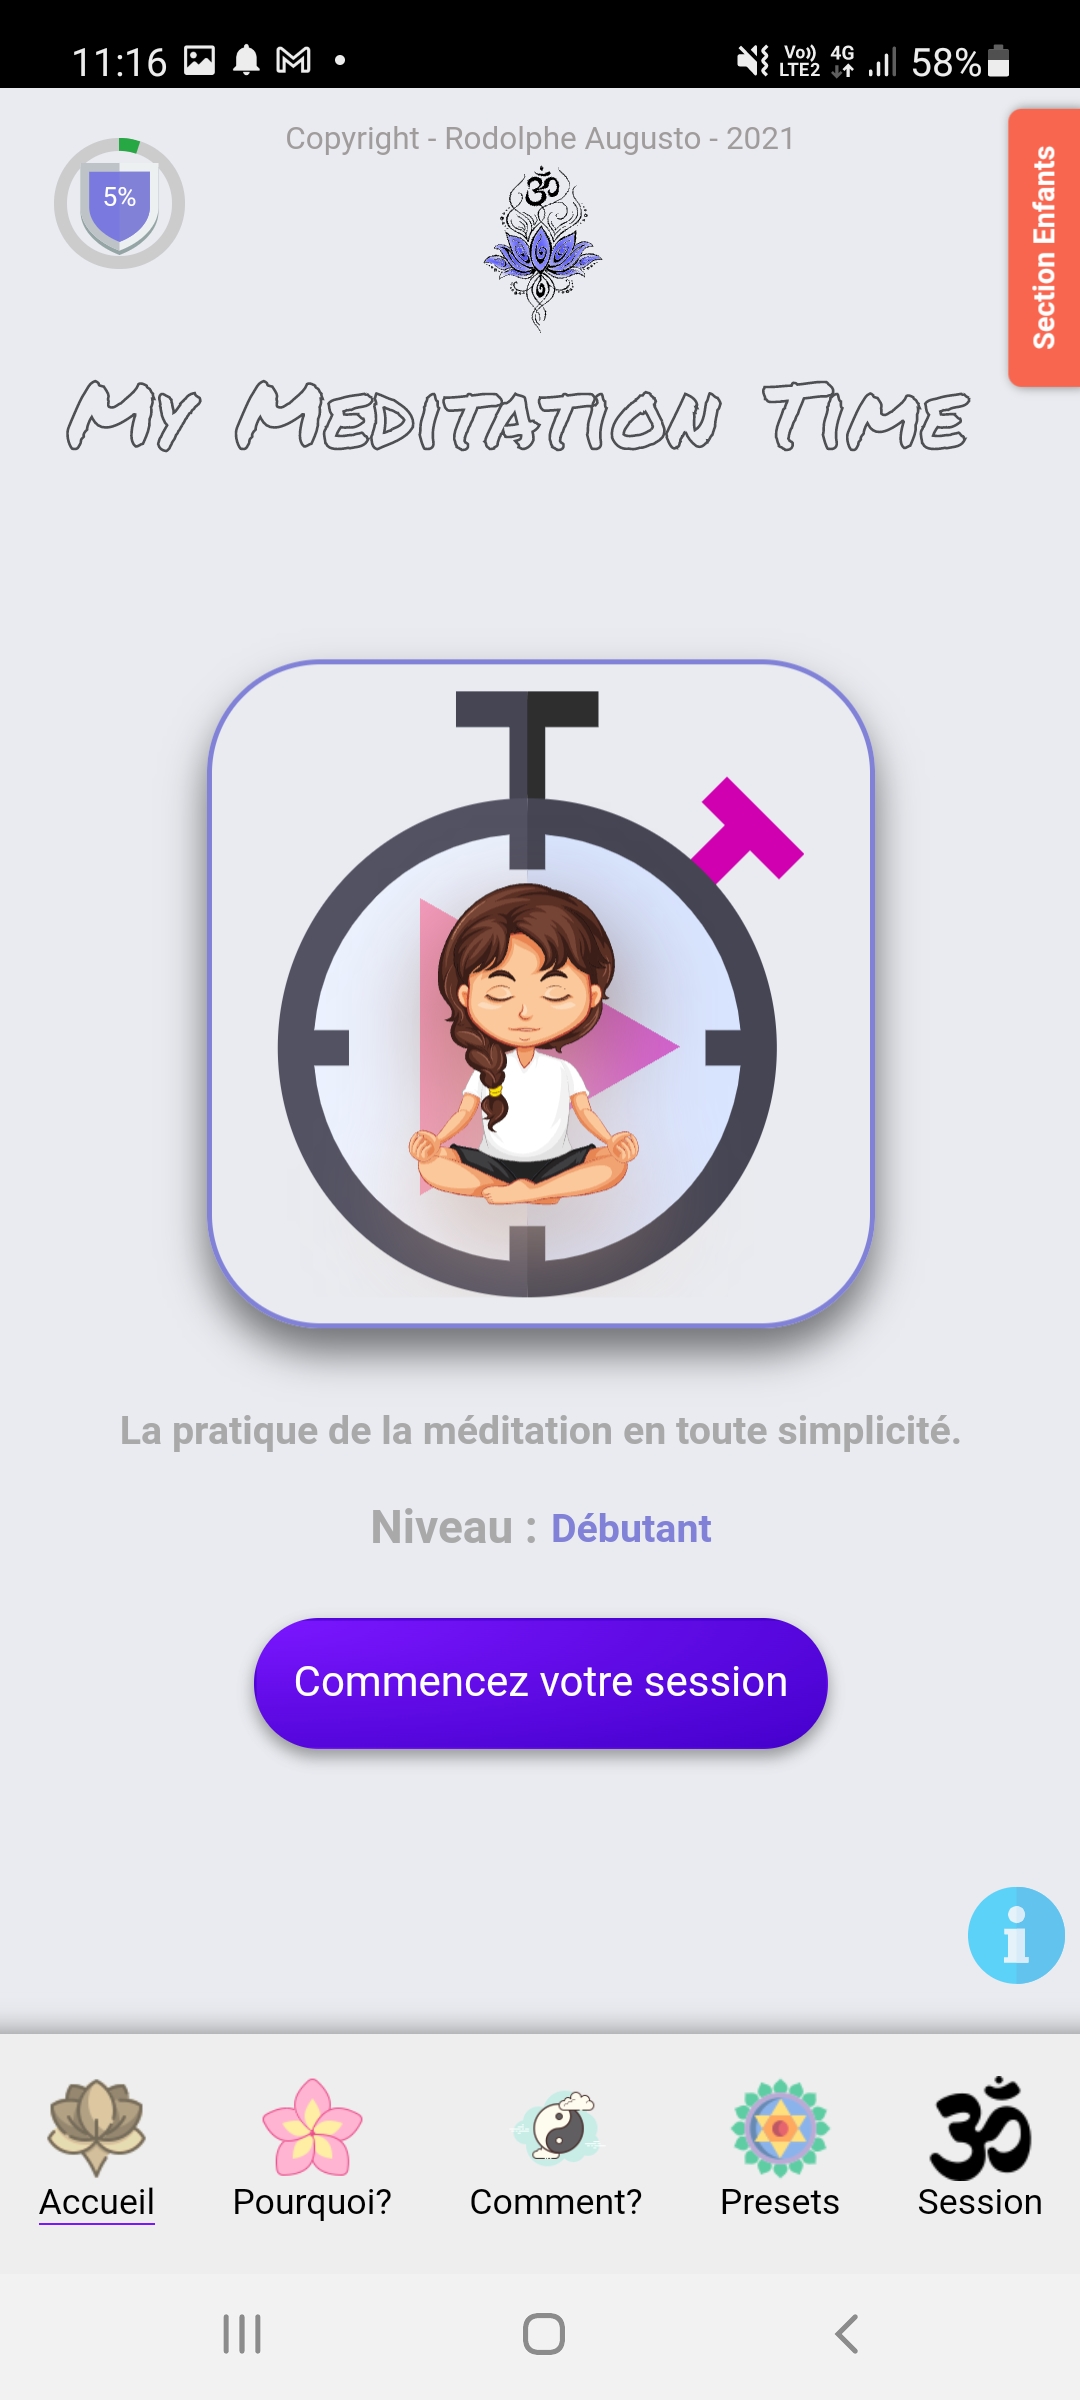 11:16
Vo)) LTE2 4G 58%
Copyright - Rodolphe Augusto - 2021
5%
Section Enfants
My Meditation Time
La pratique de la méditation en toute simplicité.
Niveau : Débutant
Commencez votre session
Accueil Pourquoi? Comment? Presets Session